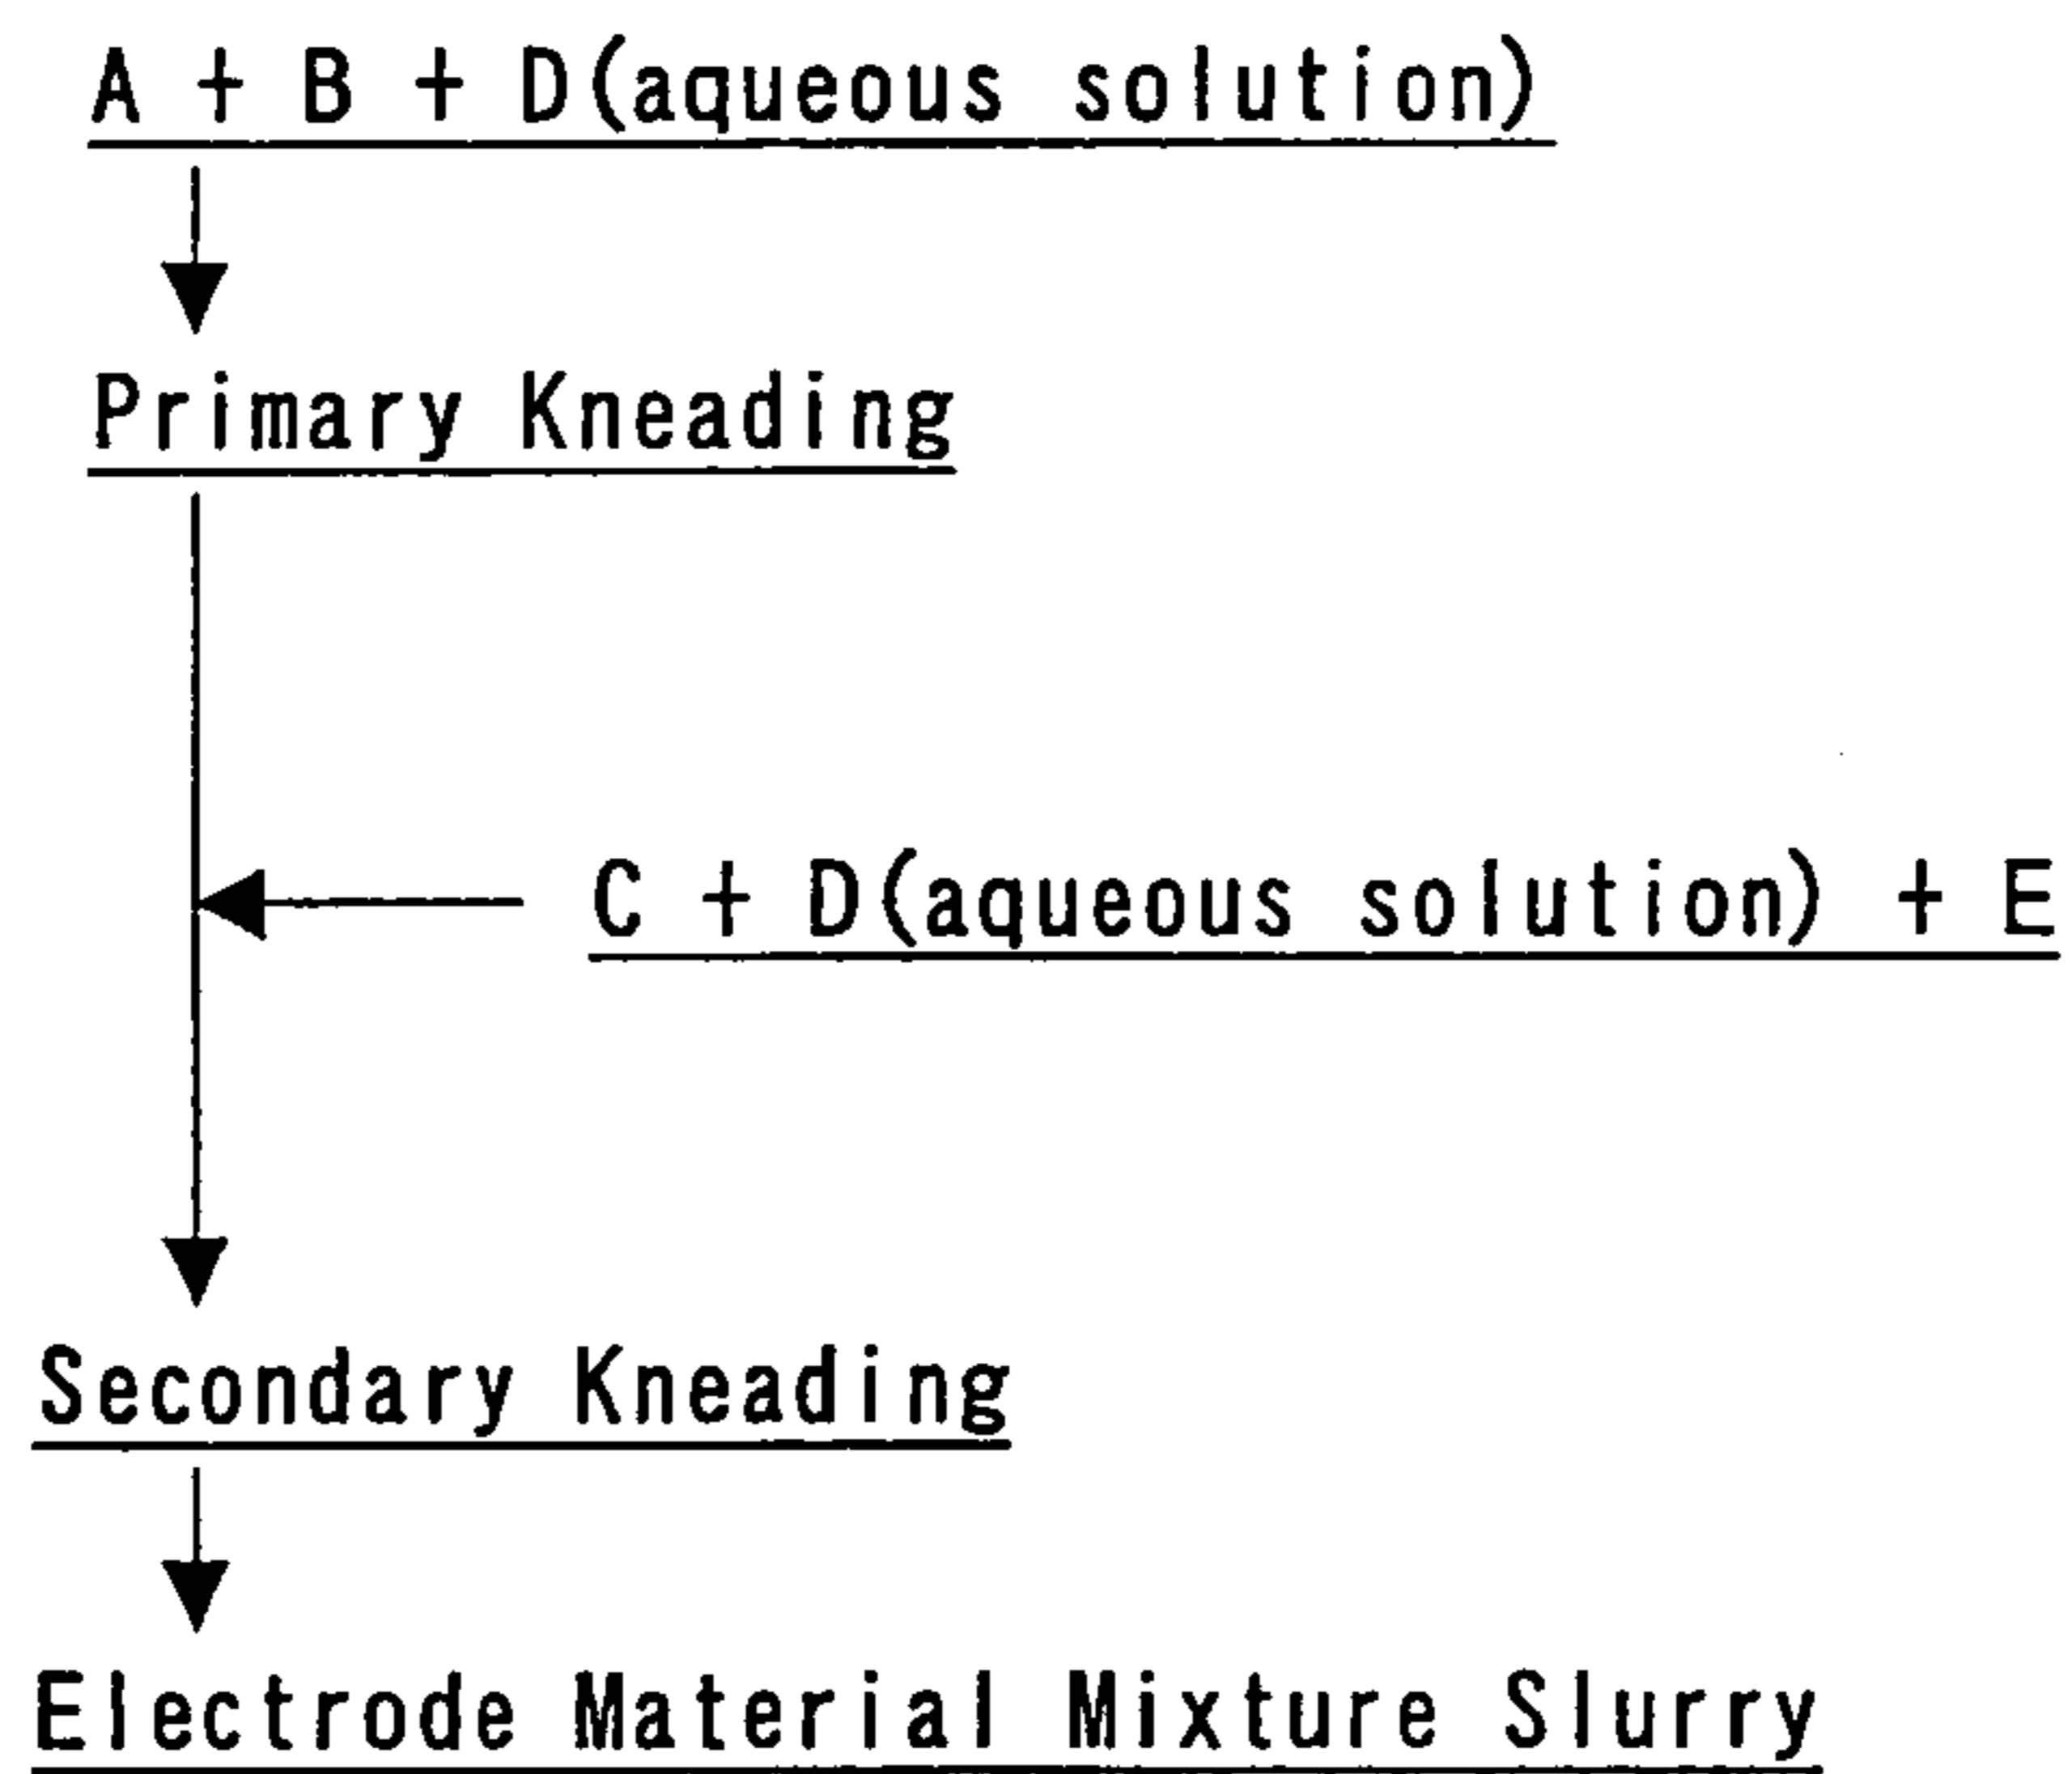 A + B + D(aqueous solution)
Primary Kneading
C + D(aqueous solution) + E
Secondary Kneading
Electrode Material Mixture Slurry